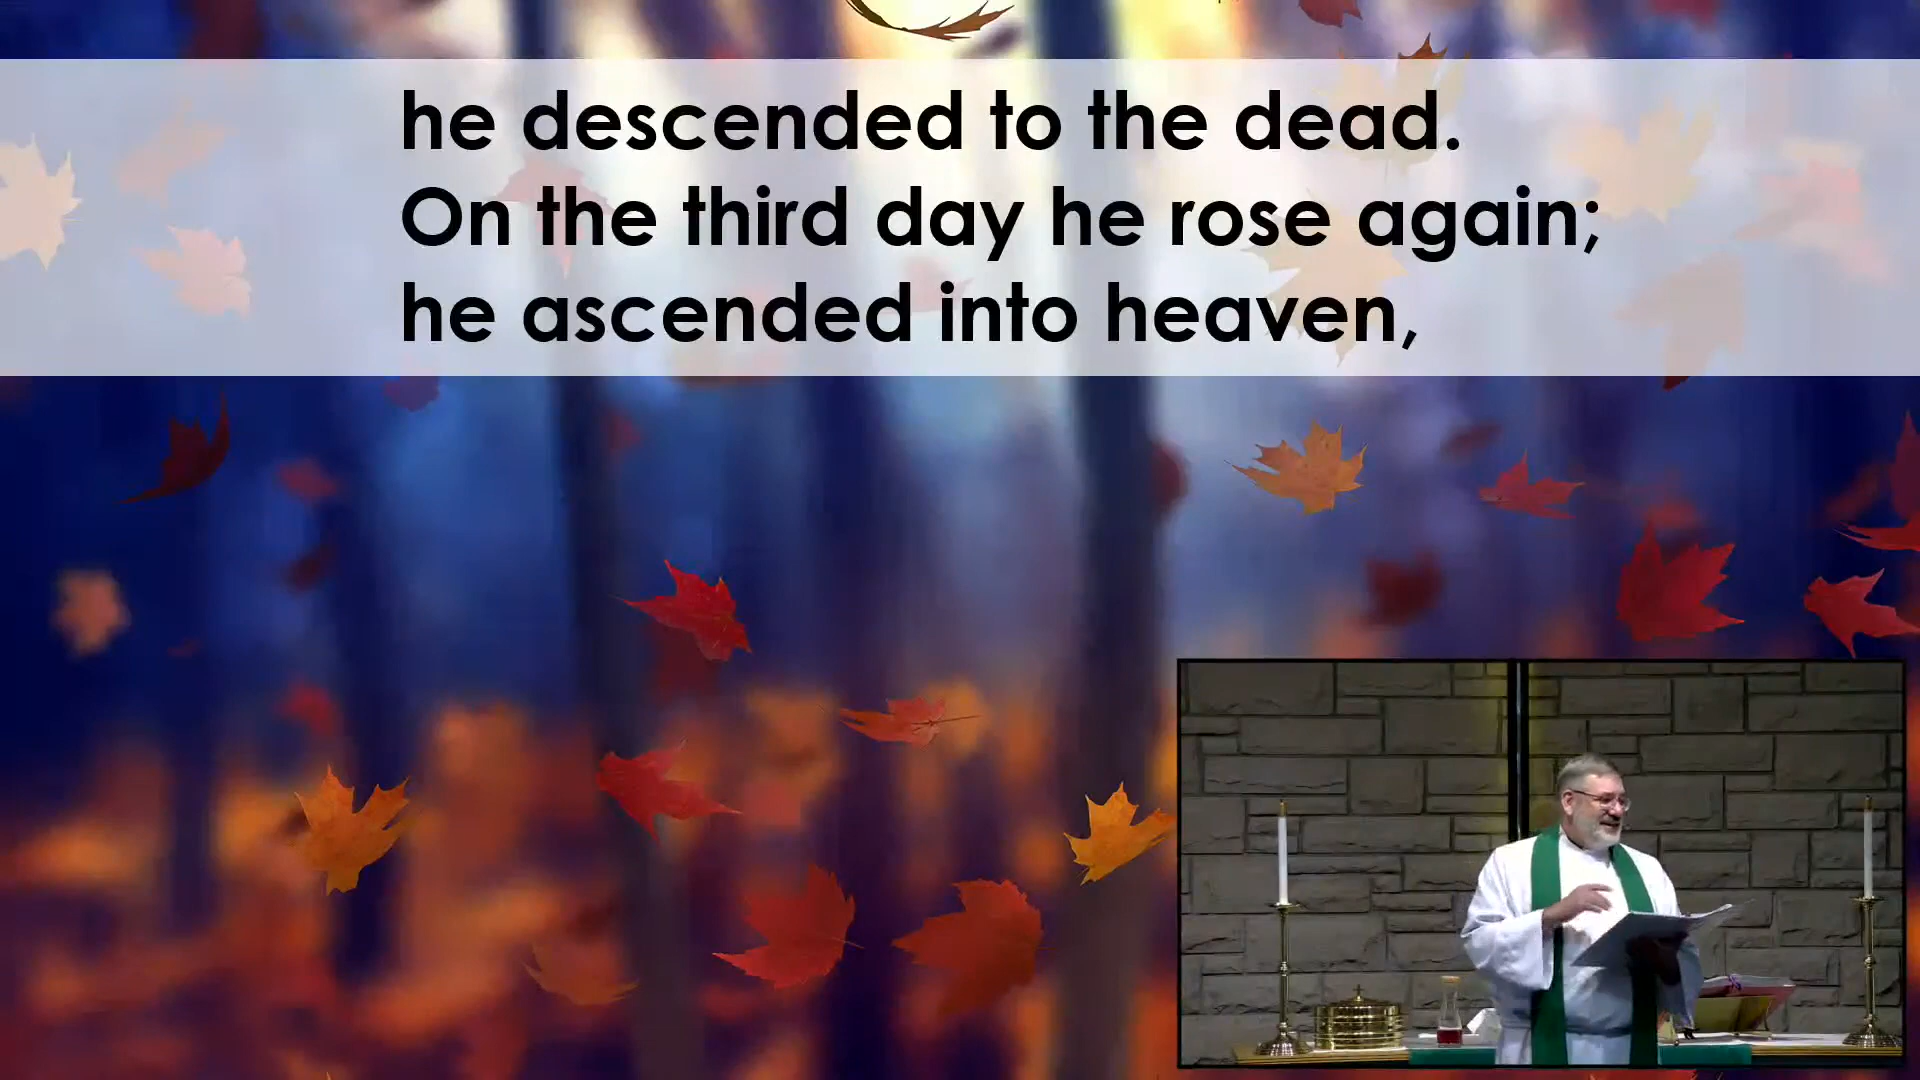 he descended to the dead.
On the third day he rose again;
he ascended into heaven,